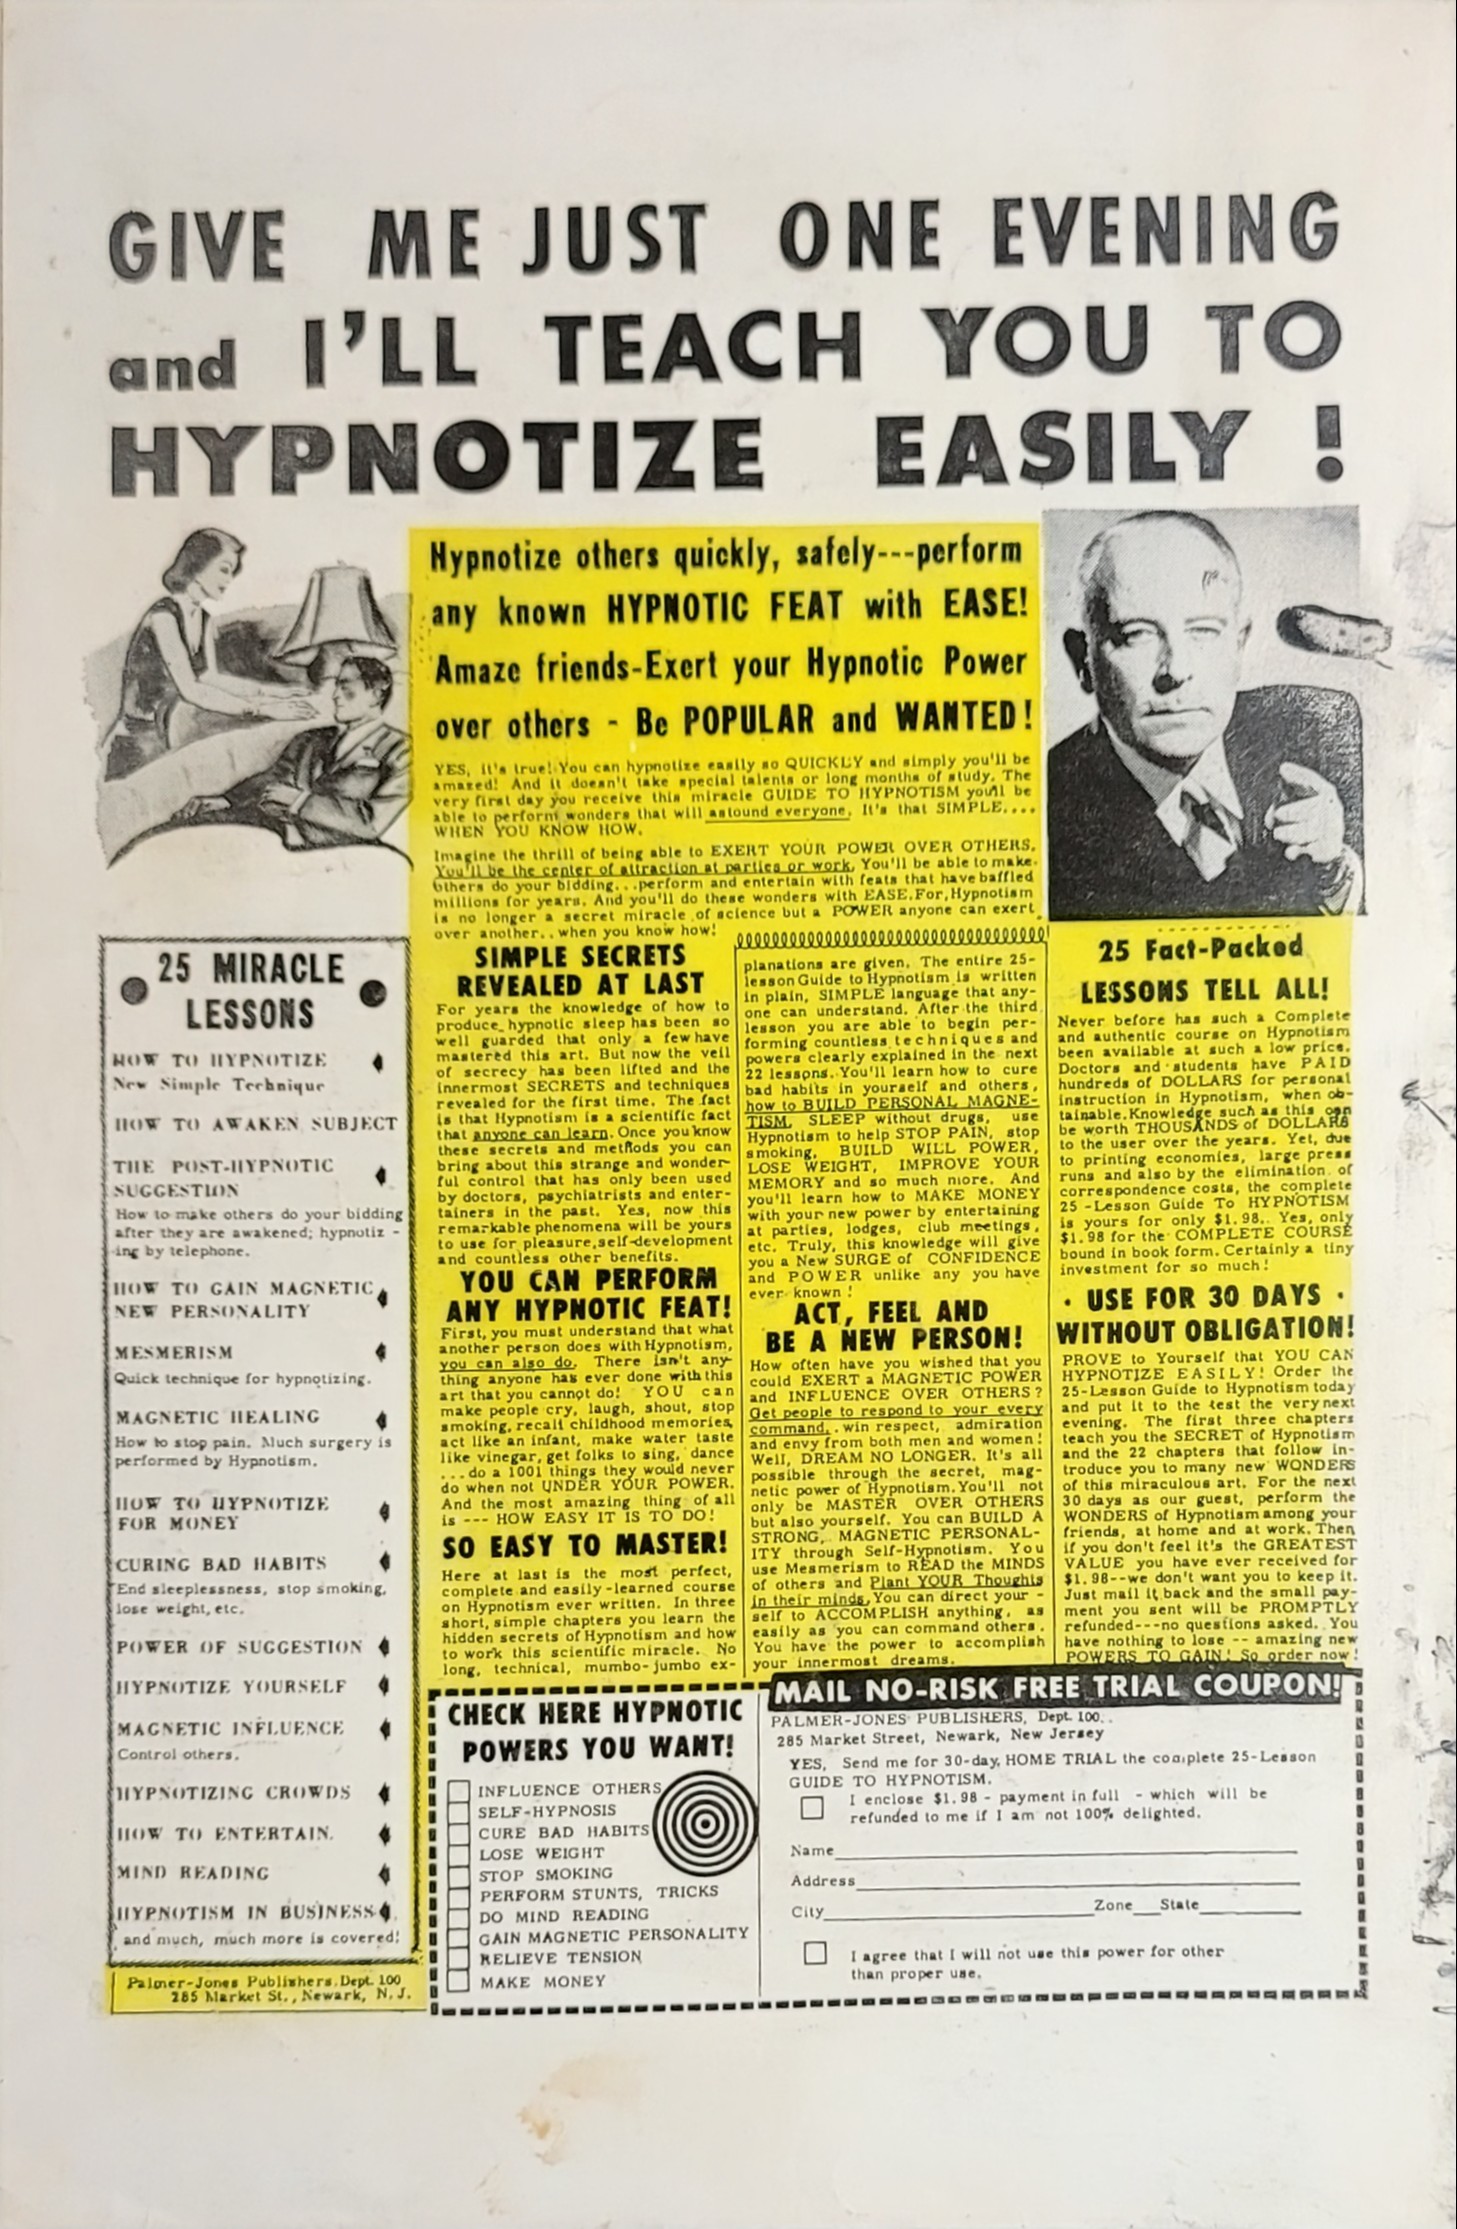 GIVE ME JUST ONE EVENING
and I'LL TEACH YOU TO
HYPNOTIZE EASILY !
Hypnotize others quickly, safely---perform
any known HYPNOTIC FEAT with EASE!
Amaze friends-Exert your Hypnotic Power
over others - Be POPULAR and WANTED!
YES, it's true! You can hypnotize easily so QUICKLY and simply you'll be
amazed! And it doesn't take special talents or long months of study. The
very first day you receive this miracle GUIDE TO HYPNOTISM you'll be
able to perform wonders that will astound everyone. It's that SIMPLE....
WHEN YOU KNOW HOW.
Imagine the thrill of being able to EXERT YOUR POWER OVER OTHERS.
You'll be the center of attraction at parties or work. You'll be able to make
others do your bidding...perform and entertain with feats that have baffled
millions for years. And you'll do these wonders with EASE. For, Hypnotism
is no longer a secret miracle of science but a POWER anyone can exert
over another.. when you know how!
25 MIRACLE
LESSONS
HOW TO HYPNOTIZE
New Simple Technique
HOW TO AWAKEN SUBJECT
THE POST-HYPNOTIC
SUGGESTION
How to make others do your bidding
after they are awakened; hypnotiz -
ing by telephone.
HOW TO GAIN MAGNETIC
NEW PERSONALITY
MESMERISM
Quick technique for hypnotizing.
MAGNETIC HEALING
How to stop pain. Much surgery is
performed by Hypnotism.
HOW TO HYPNOTIZE
FOR MONEY
CURING BAD HABITS
End sleeplessness, stop smoking,
lose weight, etc.
POWER OF SUGGESTION
HYPNOTIZE YOURSELF
MAGNETIC INFLUENCE
Control others.
HYPNOTIZING CROWDS
HOW TO ENTERTAIN.
MIND READING
HYPNOTISM IN BUSINESS
and much, much more is covered!
Palmer-Jones Publishers. Dept. 100
285 Market St., Newark, N. J.
SIMPLE SECRETS
REVEALED AT LAST
For years the knowledge of how to
produce hypnotic sleep has been so
well guarded that only a few have
mastered this art. But now the veil
of secrecy has been lifted and the
innermost SECRETS and techniques
revealed for the first time. The fact
is that Hypnotism is a scientific fact
that anyone can learn. Once you know
these secrets and methods you can
bring about this strange and wonder-
ful control that has only been used
by doctors, psychiatrists and enter-
tainers in the past. Yes, now this
remarkable phenomena will be yours
to use for pleasure, self-development
and countless other benefits.
YOU CAN PERFORM
ANY HYPNOTIC FEAT!
First, you must understand that what
another person does with Hypnotism,
you can also do. There isn't any-
thing anyone has ever done with this
art that you cannot do! YOU can
make people cry, laugh, shout, stop
smoking, recall childhood memories,
act like an infant, make water taste
like vinegar, get folks to sing, dance
...do a 1001 things they would never
do when not UNDER YOUR POWER.
And the most amazing thing of all
is --- HOW EASY IT IS TO DO!
SO EASY TO MASTER!
Here at last is the most perfect,
complete and easily-learned course
on Hypnotism ever written. In three
short, simple chapters you learn the
hidden secrets of Hypnotism and how
to work this scientific miracle. No
long, technical, mumbo-jumbo ex-
planations are given. The entire 25-
lesson Guide to Hypnotism is written
in plain, SIMPLE language that any-
one can understand. After the third
lesson you are able to begin per-
forming countless techniques and
powers clearly explained in the next
22 lessons. You'll learn how to cure
bad habits in yourself and others,
how to BUILD PERSONAL MAGNE-
TISM, SLEEP without drugs, use
Hypnotism to help STOP PAIN, stop
smoking, BUILD WILL POWER,
LOSE WEIGHT, IMPROVE YOUR
MEMORY and so much more. And
you'll learn how to MAKE MONEY
with your new power by entertaining
at parties, lodges, club meetings,
etc. Truly, this knowledge will give
you a New SURGE of CONFIDENCE
and POWER unlike any you have
ever known !
ACT, FEEL AND
BE A NEW PERSON!
How often have you wished that you
could EXERT a MAGNETIC POWER
and INFLUENCE OVER OTHERS?
Get people to respond to your every
command. . win respect, admiration
and envy from both men and women!
Well, DREAM NO LONGER. It's all
possible through the secret, mag-
netic power of Hypnotism. You'll not
only be MASTER OVER OTHERS
but also yourself. You can BUILD A
STRONG, MAGNETIC PERSONAL-
ITY through Self-Hypnotism. You
use Mesmerism to READ the MINDS
of others and Plant YOUR Thoughts
in their minds. You can direct your -
self to ACCOMPLISH anything, as
easily as you can command others.
You have the power to accomplish
your innermost dreams.
25 Fact-Packed
LESSONS TELL ALL!
Never before has such a Complete
and authentic course on Hypnotism
been available at such a low price.
Doctors and students have PAID
hundreds of DOLLARS for personal
instruction in Hypnotism, when ob-
tainable. Knowledge such as this can
be worth THOUSANDS of DOLLARS
to the user over the years. Yet, due
to printing economies, large press
runs and also by the elimination of
correspondence costs, the complete
25 -Lesson Guide To HYPNOTISM
is yours for only $1.98. Yes, only
$1.98 for the COMPLETE COURSE
bound in book form. Certainly a tiny
investment for so much!
· USE FOR 30 DAYS ·
WITHOUT OBLIGATION!
PROVE to Yourself that YOU CAN
HYPNOTIZE EASILY! Order the
25-Lesson Guide to Hypnotism today
and put it to the test the very next
evening. The first three chapters
teach you the SECRET of Hypnotism
and the 22 chapters that follow in-
troduce you to many new WONDERS
of this miraculous art. For the next
30 days as our guest, perform the
WONDERS of Hypnotism among your
friends, at home and at work. Then,
if you don't feel it's the GREATEST
VALUE you have ever received for
$1.98--we don't want you to keep it.
Just mail it back and the small pay-
ment you sent will be PROMPTLY
refunded---no questions asked. You
have nothing to lose -- amazing new
POWERS TO GAIN! So order now!
CHECK HERE HYPNOTIC
POWERS YOU WANT!
INFLUENCE OTHERS
SELF-HYPNOSIS
CURE BAD HABITS
LOSE WEIGHT
STOP SMOKING
PERFORM STUNTS, TRICKS
DO MIND READING
GAIN MAGNETIC PERSONALITY
RELIEVE TENSION
MAKE MONEY
MAIL NO-RISK FREE TRIAL COUPON!
PALMER-JONES PUBLISHERS, Dept. 100
285 Market Street, Newark, New Jersey
YES, Send me for 30-day, HOME TRIAL the complete 25-Lesson
GUIDE TO HYPNOTISM.
I enclose $1.98 - payment in full - which will be
refunded to me if I am not 100% delighted.
Name
Address
City Zone State
I agree that I will not use this power for other
than proper use.